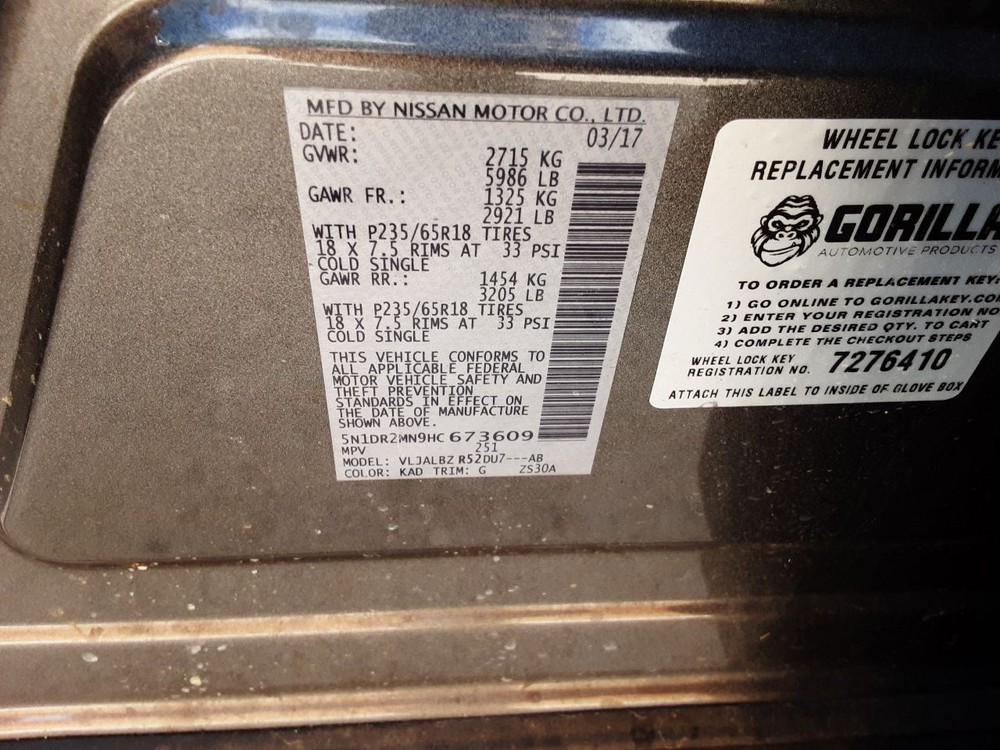 MFD BY NISSAN MOTOR CO., LTD.
DATE: 03/17
GVWR: 2715 KG
5986 LB
GAWR FR.: 1325 KG
2921 LB
WITH P235/65R18 TIRES
18 X 7.5 RIMS AT 33 PSI
COLD SINGLE
GAWR RR.: 1454 KG
3205 LB
WITH P235/65R18 TIRES
18 X 7.5 RIMS AT 33 PSI
COLD SINGLE
THIS VEHICLE CONFORMS TO
ALL APPLICABLE FEDERAL
MOTOR VEHICLE SAFETY AND
THEFT PREVENTION
STANDARDS IN EFFECT ON
THE DATE OF MANUFACTURE
SHOWN ABOVE.
5N1DR2MN9HC 673609
MPV 251
MODEL: VLJALBZ R52DU7---AB
COLOR: KAD TRIM: G ZS30A
WHEEL LOCK KE
REPLACEMENT INFORM
GORILLA
AUTOMOTIVE PRODUCTS
TO ORDER A REPLACEMENT KEY:
1) GO ONLINE TO GORILLAKEY.CO
2) ENTER YOUR REGISTRATION NO
3) ADD THE DESIRED QTY. TO CART
4) COMPLETE THE CHECKOUT STEPS
WHEEL LOCK KEY
REGISTRATION NO. 7276410
ATTACH THIS LABEL TO INSIDE OF GLOVE BOX